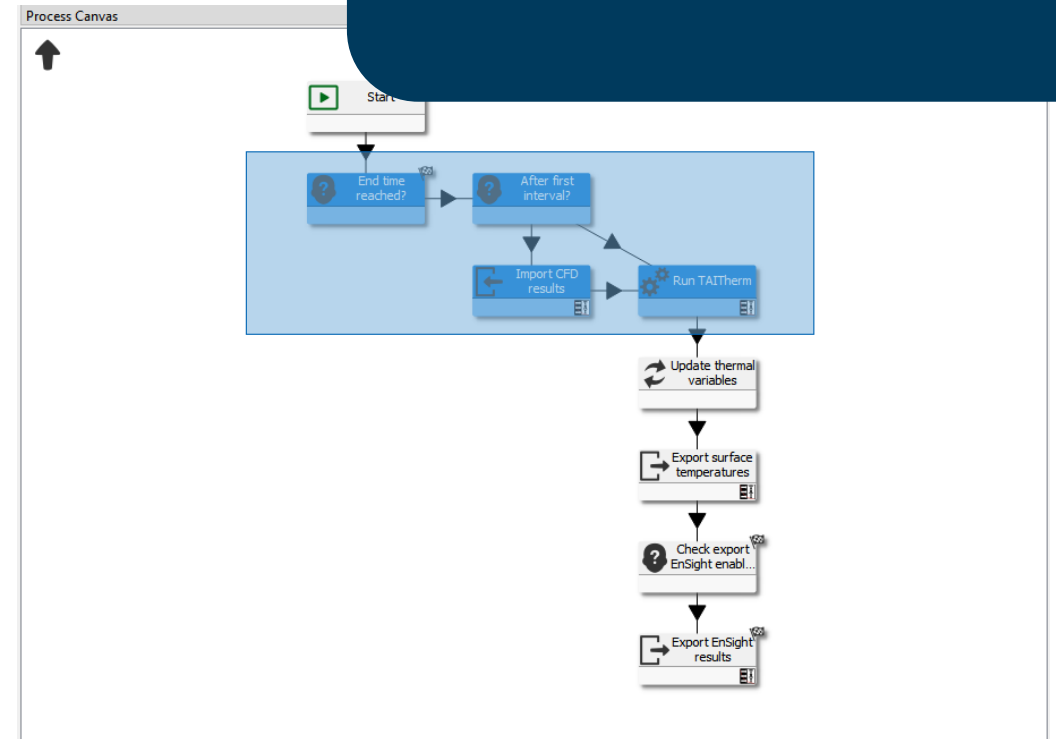 Process Canvas
Start
End time
reached?
After first
interval?
Import CFD
results
Run TAITherm
Update thermal
variables
Export surface
temperatures
Check export
EnSight enabl...
Export EnSight
results